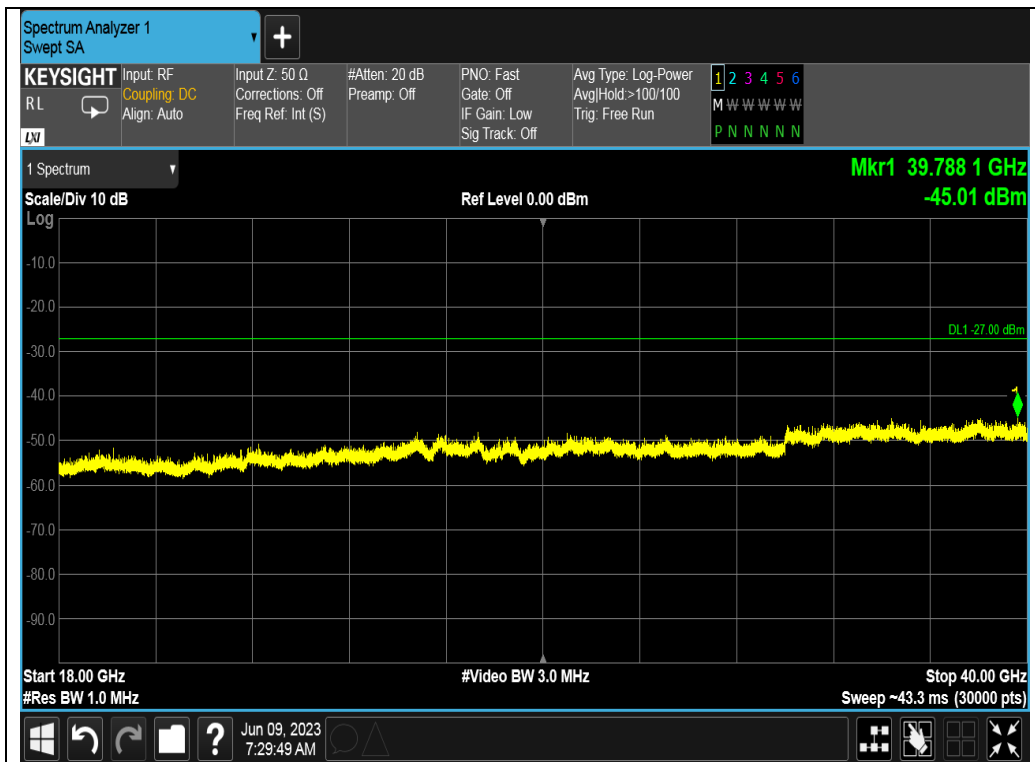 Spectrum Analyzer 1
Swept SA
+
KEYSIGHT
RL
LXI
Input: RF
Coupling: DC
Align: Auto
Input Z: 50 Ω
Corrections: Off
Freq Ref: Int (S)
#Atten: 20 dB
Preamp: Off
PNO: Fast
Gate: Off
IF Gain: Low
Sig Track: Off
Avg Type: Log-Power
Avg|Hold:>100/100
Trig: Free Run
1 2 3 4 5 6
M W W W W W
P N N N N N
1 Spectrum
Mkr1 39.788 1 GHz
-45.01 dBm
Scale/Div 10 dB
Ref Level 0.00 dBm
Log
-10.0
-20.0
DL1 -27.00 dBm
-30.0
-40.0
1
-50.0
-60.0
-70.0
-80.0
-90.0
Start 18.00 GHz
#Video BW 3.0 MHz
Stop 40.00 GHz
#Res BW 1.0 MHz
Sweep ~43.3 ms (30000 pts)
?
Jun 09, 2023
7:29:49 AM